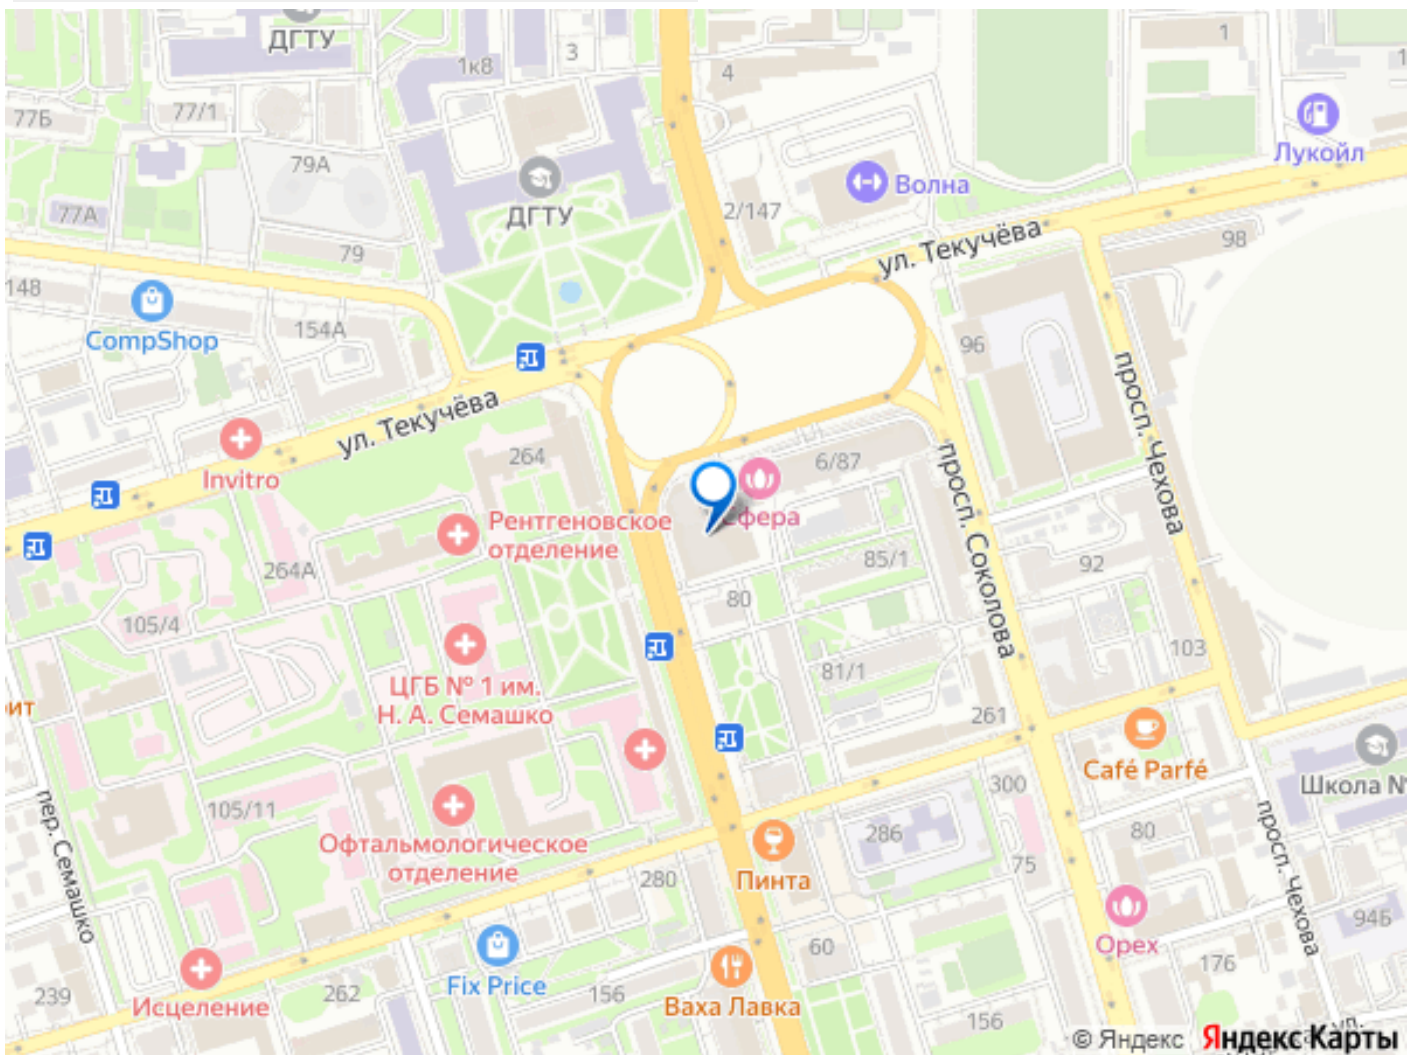 ДГТУ
1к8
3
4
1
77Б
77/1
79А
Лукойл
ДГТУ
Волна
77А
2/147
79
ул. Текучёва
98
148
CompShop
154А
96
просп. Чехова
ул. Текучёва
Invitro
264
6/87
Сфера
просп. Соколова
Рентгеновское
отделение
264А
85/1
92
80
105/4
81/1
103
ЦГБ № 1 им.
Н. А. Семашко
ит
261
Café Parfé
Школа №
300
пер. Семашко
105/11
80
просп. Чехова
286
75
Офтальмологическое
отделение
Пинта
280
94Б
Орех
60
176
Fix Price
Исцеление
239
262
156
Ваха Лавка
156
ул.
© Яндекс Яндекс Карты